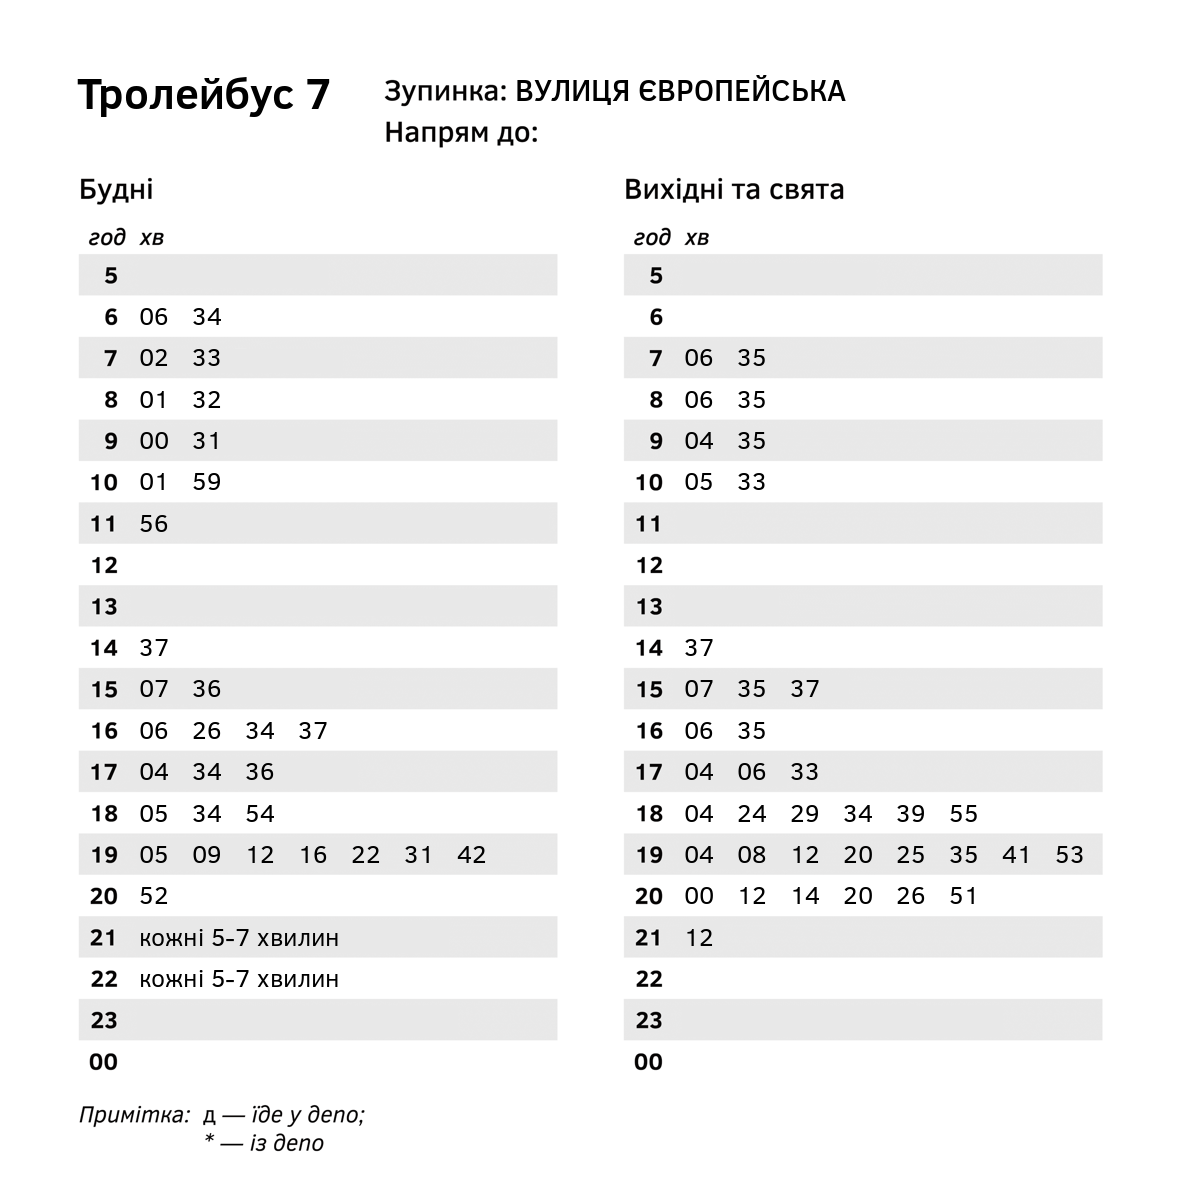 Тролейбус 7
Зупинка: ВУЛИЦЯ ЄВРОПЕЙСЬКА
Напрям до:
Будні
год хв
5
6 06 34
7 02 33
8 01 32
9 00 31
10 01 59
11 56
12
13
14 37
15 07 36
16 06 26 34 37
17 04 34 36
18 05 34 54
19 05 09 12 16 22 31 42
20 52
21 кожні 5-7 хвилин
22 кожні 5-7 хвилин
23
00
Вихідні та свята
год хв
5
6
7 06 35
8 06 35
9 04 35
10 05 33
11
12
13
14 37
15 07 35 37
16 06 35
17 04 06 33
18 04 24 29 34 39 55
19 04 08 12 20 25 35 41 53
20 00 12 14 20 26 51
21 12
22
23
00
Примітка: д — їде у депо;
* — із депо